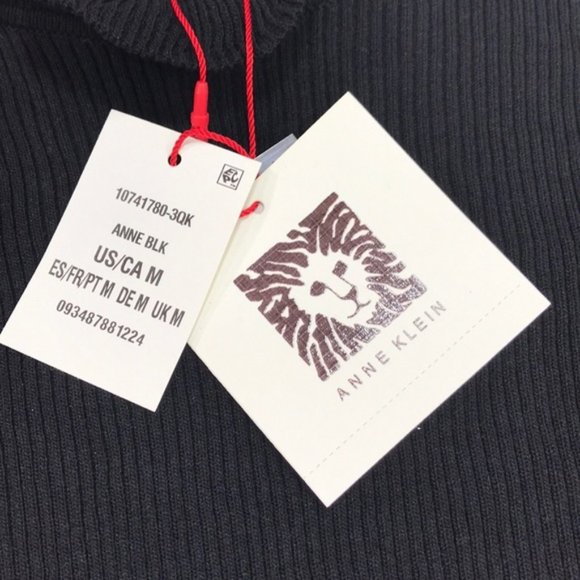 10741780-3QK
ANNE BLK
US/CA M
ES/FR/PT M DE M UK M
093487881224
ANNE KLEIN